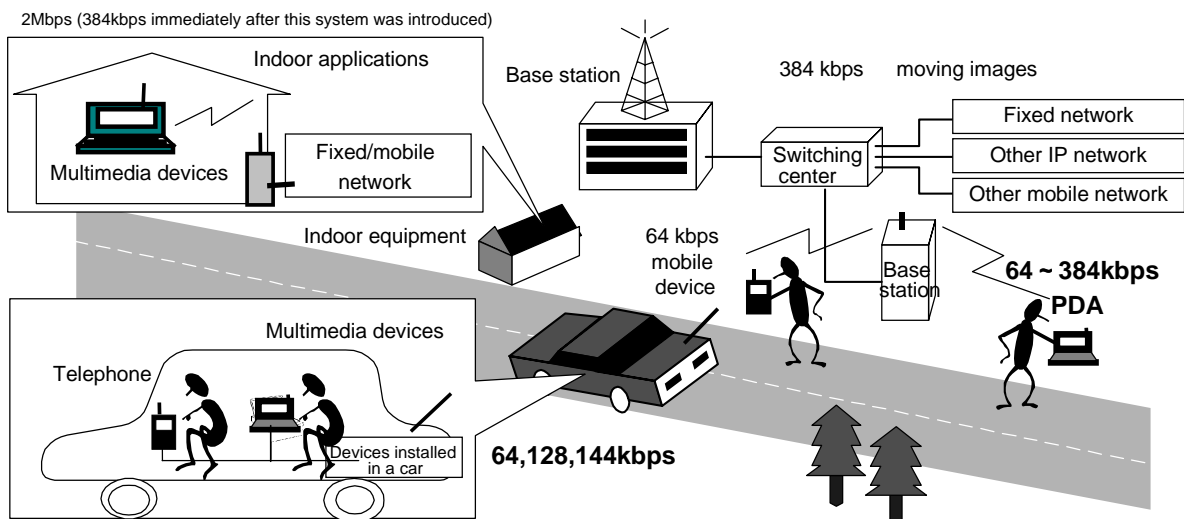 2Mbps (384kbps immediately after this system was introduced)
Indoor applications
Multimedia devices
Fixed/mobile
network
Base station
384 kbps moving images
Switching
center
Fixed network
Other IP network
Other mobile network
Indoor equipment
64 kbps
mobile
device
Base
station
64 ~ 384kbps
PDA
Multimedia devices
Telephone
Devices installed
in a car
64,128,144kbps